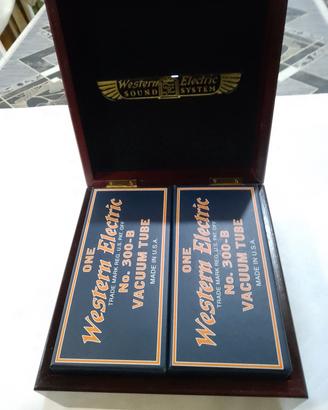 Western Electric
SOUND SYSTEM
ONE
Western Electric
TRADE MARK REG. U.S. PAT. OFF.
No. 300-B
VACUUM TUBE
MADE IN U.S.A.
ONE
Western Electric
TRADE MARK REG. U.S. PAT. OFF.
No. 300-B
VACUUM TUBE
MADE IN U.S.A.